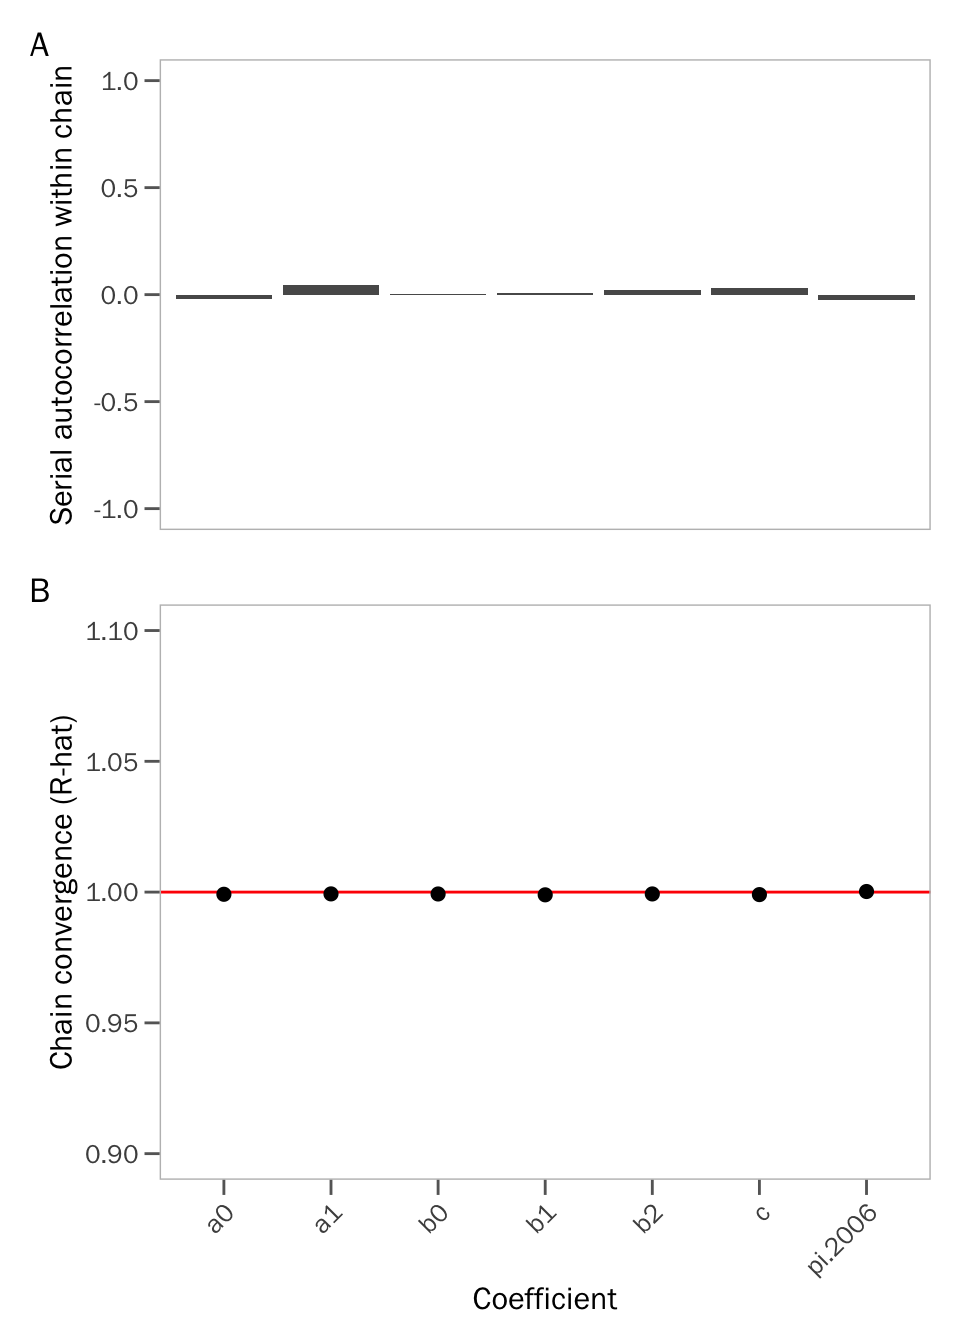 A
Serial autocorrelation within chain
1.0
0.5
0.0
-0.5
-1.0
B
Chain convergence (R-hat)
1.10
1.05
1.00
0.95
0.90
a0
a1
b0
b1
b2
c
pi.2006
Coefficient